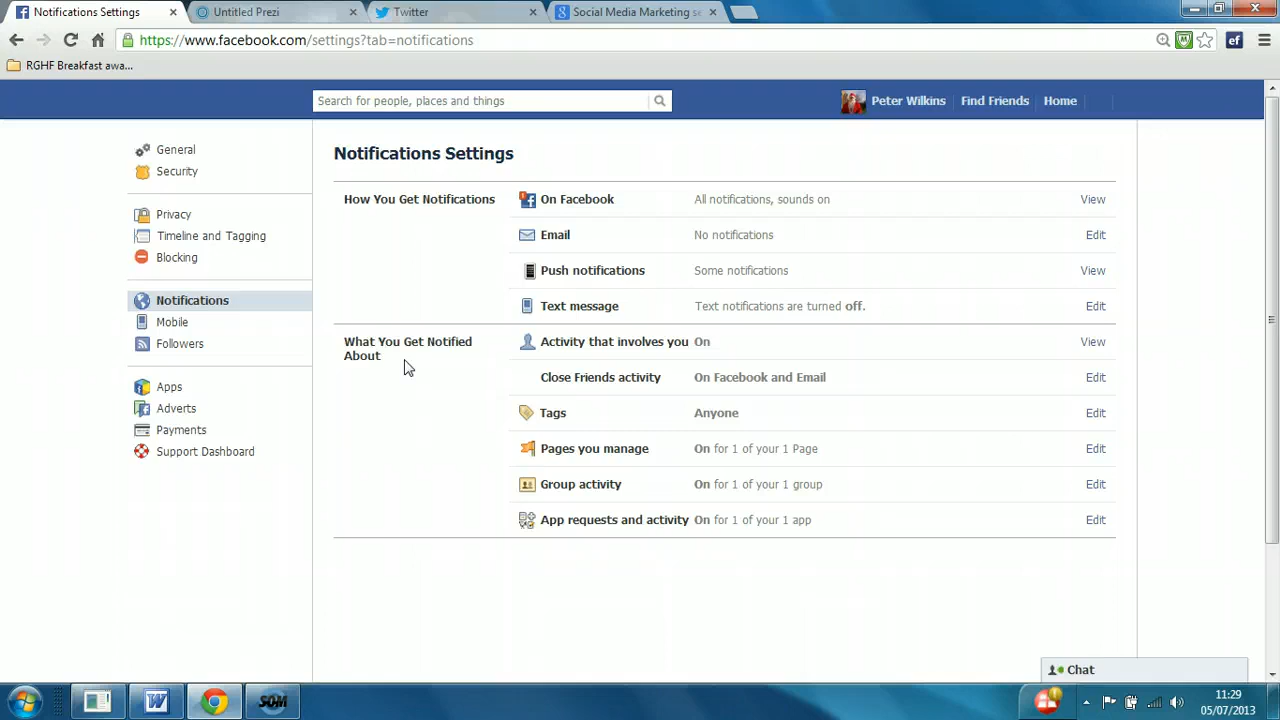 Notifications Settings
Untitled Prezi
Twitter
Social Media Marketing se
https://www.facebook.com/settings?tab=notifications
ef
RGHF Breakfast awa...
Search for people, places and things
Peter Wilkins
Find Friends
Home
General
Security
Privacy
Timeline and Tagging
Blocking
Notifications
Mobile
Followers
Apps
Adverts
Payments
Support Dashboard
Notifications Settings
How You Get Notifications
On Facebook All notifications, sounds on View
Email No notifications Edit
Push notifications Some notifications View
Text message Text notifications are turned off. Edit
What You Get Notified
About
Activity that involves you On View
Close Friends activity On Facebook and Email Edit
Tags Anyone Edit
Pages you manage On for 1 of your 1 Page Edit
Group activity On for 1 of your 1 group Edit
App requests and activity On for 1 of your 1 app Edit
Chat
SOM
11:29
05/07/2013